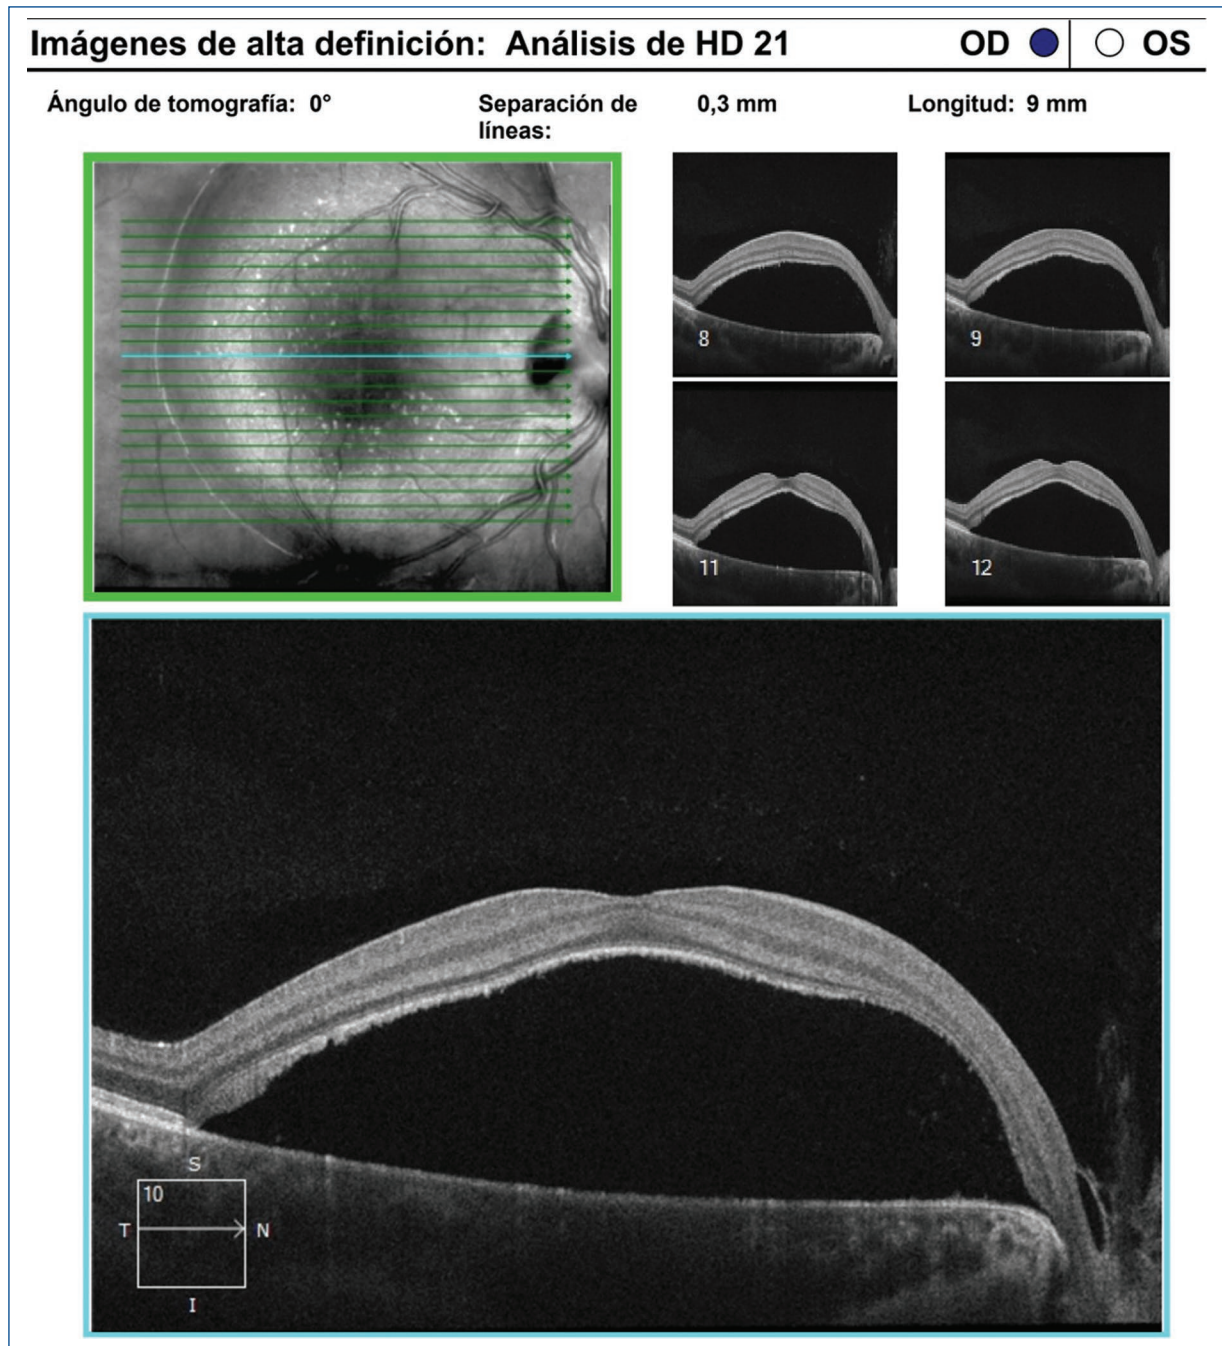 Imágenes de alta definición: Análisis de HD 21 OD OS
Ángulo de tomografía: 0° Separación de líneas: 0,3 mm Longitud: 9 mm
8
9
11
12
S
10
T N
I